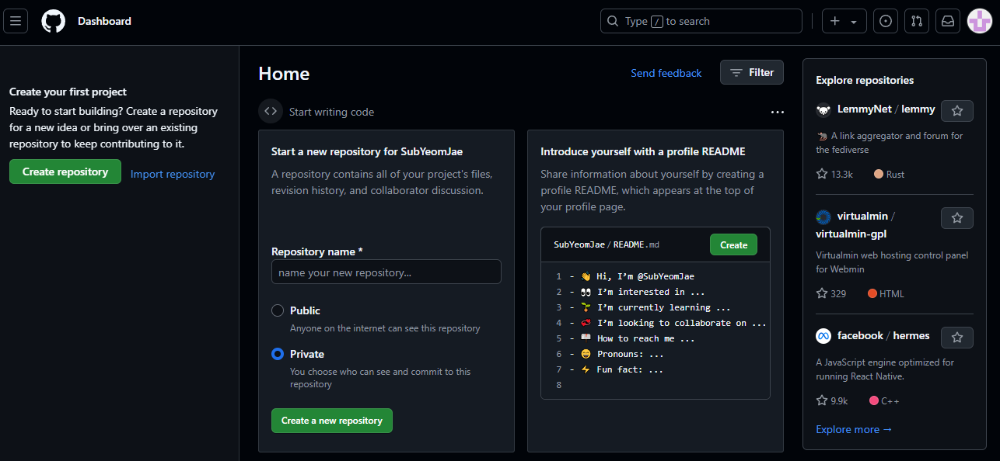 Dashboard
Type / to search
Create your first project
Ready to start building? Create a repository
for a new idea or bring over an existing
repository to keep contributing to it.
Create repository
Import repository
Home
Send feedback
Filter
Start writing code
Start a new repository for SubYeomJae
A repository contains all of your project's files,
revision history, and collaborator discussion.
Repository name *
name your new repository...
Public
Anyone on the internet can see this repository
Private
You choose who can see and commit to this
repository
Create a new repository
Introduce yourself with a profile README
Share information about yourself by creating a
profile README, which appears at the top of
your profile page.
SubYeomJae/README.md
Create
1 - 👋 Hi, I’m @SubYeomJae
2 - 👀 I’m interested in ...
3 - 🌱 I’m currently learning ...
4 - 💞️ I’m looking to collaborate on ...
5 - 📫 How to reach me ...
6 - 😄 Pronouns: ...
7 - ⚡ Fun fact: ...
8
Explore repositories
LemmyNet / lemmy
🐀 A link aggregator and forum for
the fediverse
13.3k Rust
virtualmin /
virtualmin-gpl
Virtualmin web hosting control panel
for Webmin
329 HTML
facebook / hermes
A JavaScript engine optimized for
running React Native.
9.9k C++
Explore more →